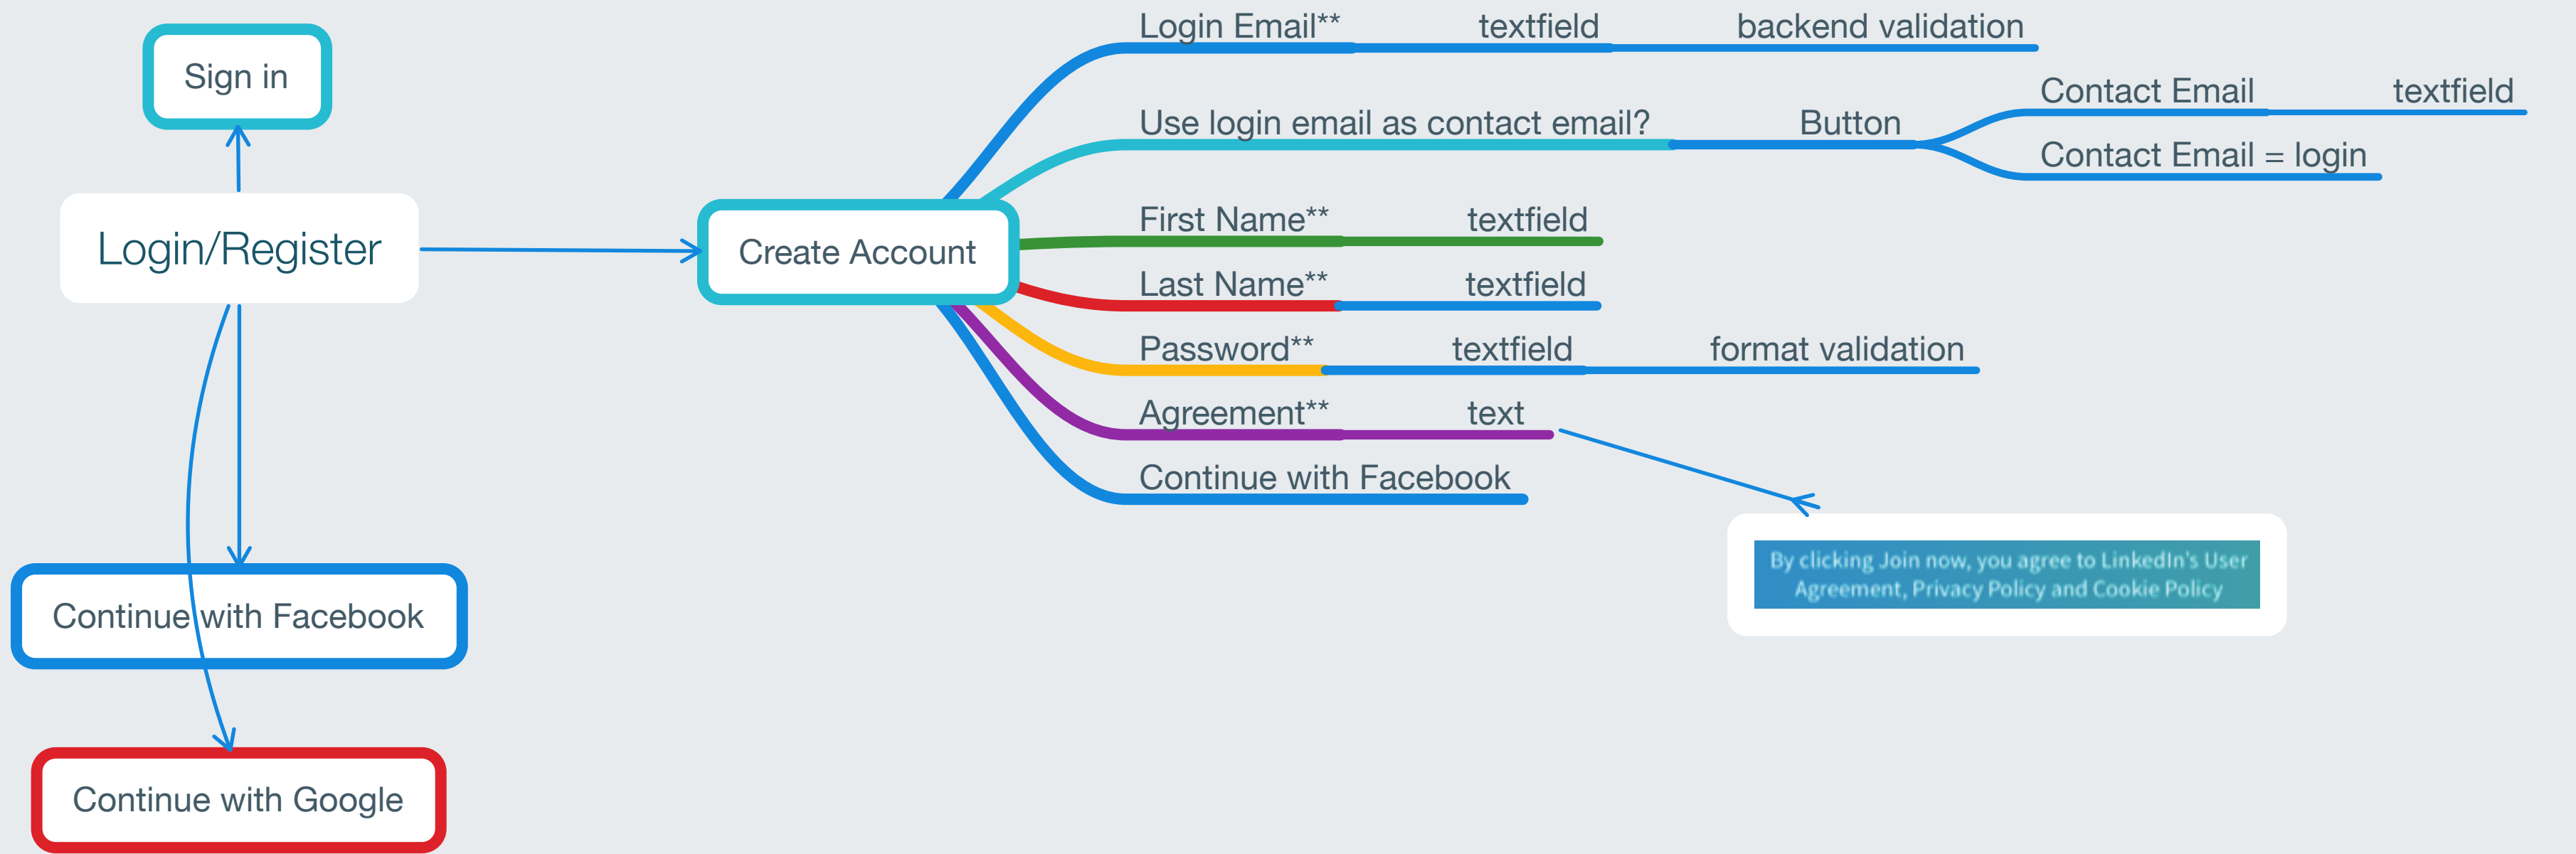 Sign in
Login/Register
Continue with Facebook
Continue with Google
Create Account
Login Email** textfield backend validation
Use login email as contact email? Button
Contact Email textfield
Contact Email = login
First Name** textfield
Last Name** textfield
Password** textfield format validation
Agreement** text
Continue with Facebook
By clicking Join now, you agree to LinkedIn's User
Agreement, Privacy Policy and Cookie Policy